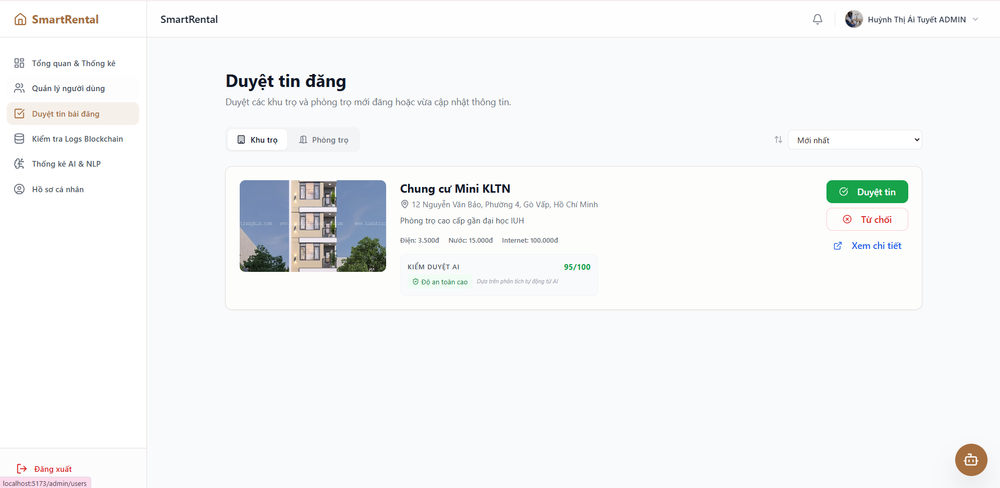 SmartRental
SmartRental
Huỳnh Thị Ái Tuyết ADMIN
Tổng quan & Thống kê
Quản lý người dùng
Duyệt tin bài đăng
Kiểm tra Logs Blockchain
Thống kê AI & NLP
Hồ sơ cá nhân
Đăng xuất
localhost:5173/admin/users
Duyệt tin đăng
Duyệt các khu trọ và phòng trọ mới đăng hoặc vừa cập nhật thông tin.
Khu trọ
Phòng trọ
Mới nhất
Chung cư Mini KLTN
12 Nguyễn Văn Bảo, Phường 4, Gò Vấp, Hồ Chí Minh
Phòng trọ cao cấp gần đại học IUH
Điện: 3.500đ Nước: 15.000đ Internet: 100.000đ
KIỂM DUYỆT AI 95/100
Độ an toàn cao Dựa trên phân tích tự động từ AI
Duyệt tin
Từ chối
Xem chi tiết